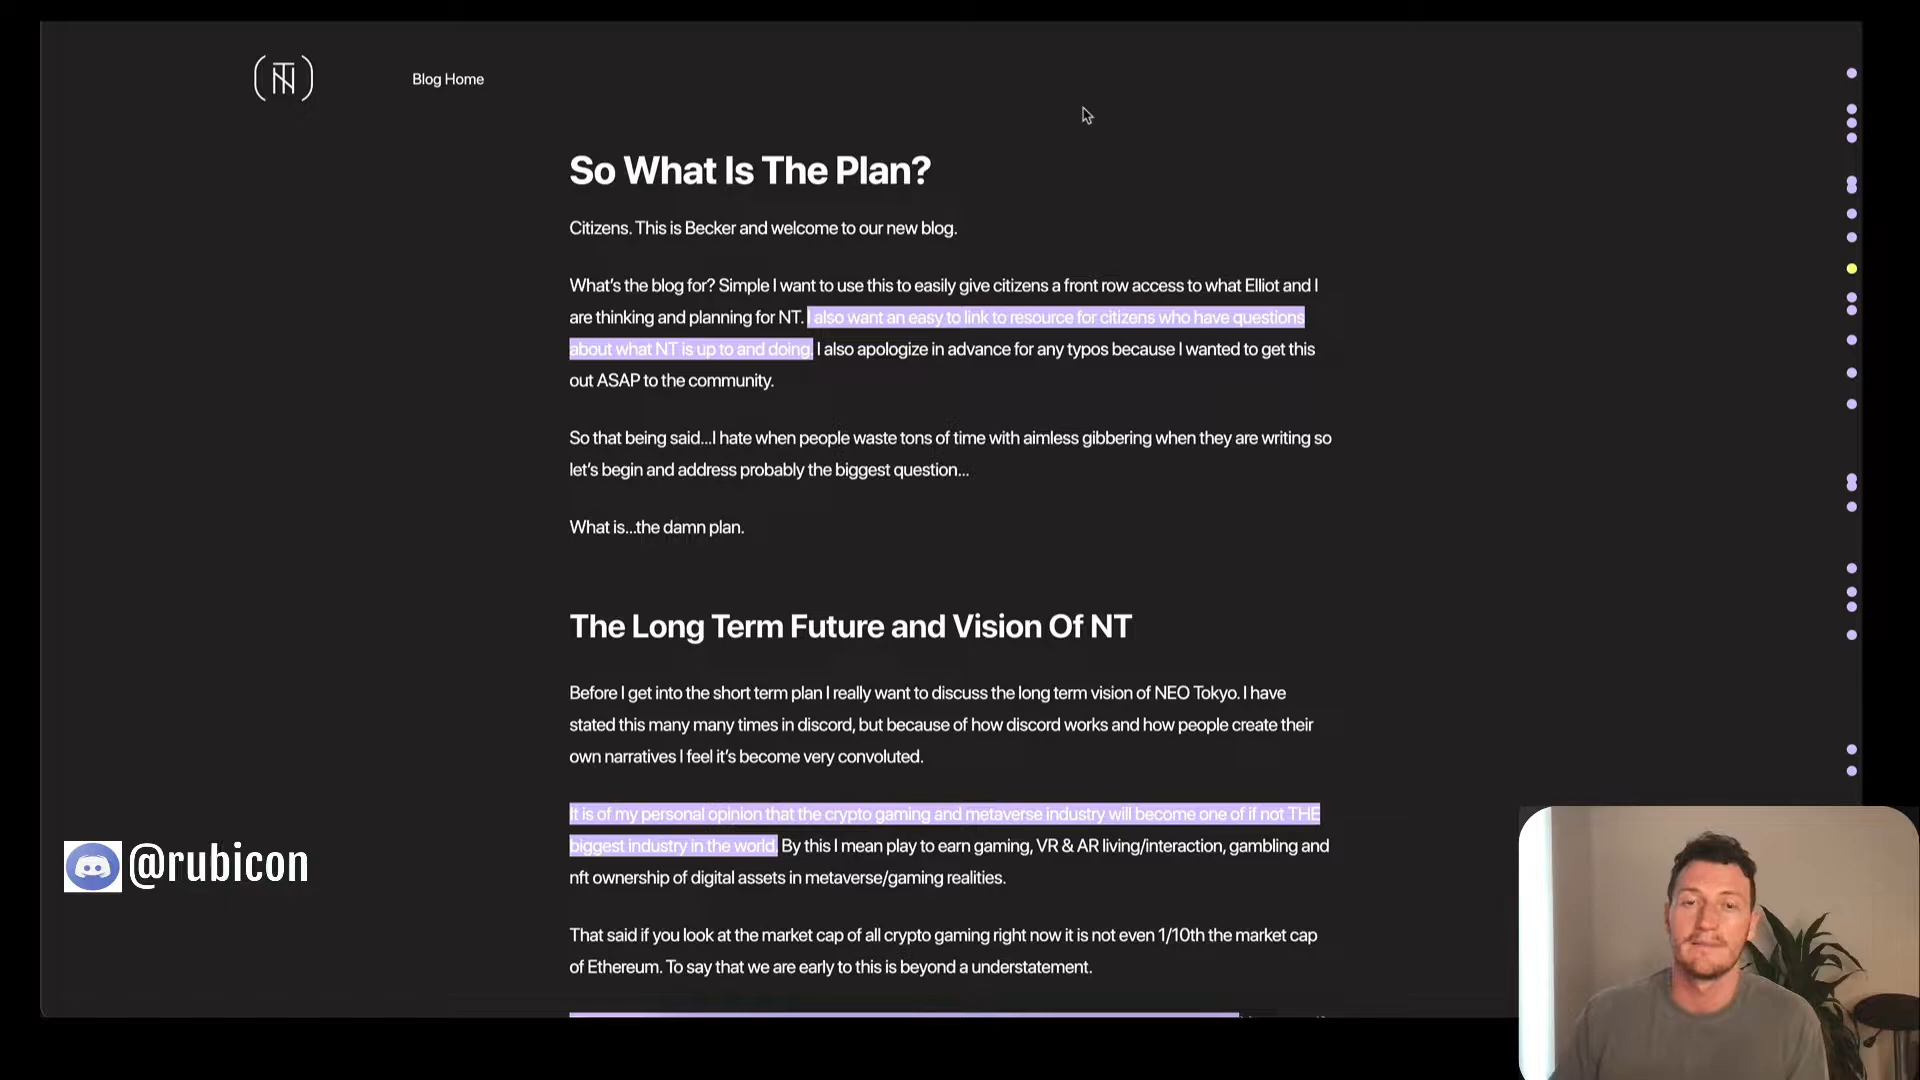 Blog Home
So What Is The Plan?
Citizens. This is Becker and welcome to our new blog.
What's the blog for? Simple I want to use this to easily give citizens a front row access to what Elliot and I
are thinking and planning for NT. I also want an easy to link to resource for citizens who have questions
about what NT is up to and doing. I also apologize in advance for any typos because I wanted to get this
out ASAP to the community.
So that being said...I hate when people waste tons of time with aimless gibbering when they are writing so
let's begin and address probably the biggest question...
What is...the damn plan.
The Long Term Future and Vision Of NT
Before I get into the short term plan I really want to discuss the long term vision of NEO Tokyo. I have
stated this many many times in discord, but because of how discord works and how people create their
own narratives I feel it's become very convoluted.
It is of my personal opinion that the crypto gaming and metaverse industry will become one of if not THE
biggest industry in the world. By this I mean play to earn gaming, VR & AR living/interaction, gambling and
nft ownership of digital assets in metaverse/gaming realities.
That said if you look at the market cap of all crypto gaming right now it is not even 1/10th the market cap
of Ethereum. To say that we are early to this is beyond a understatement.
@rubicon